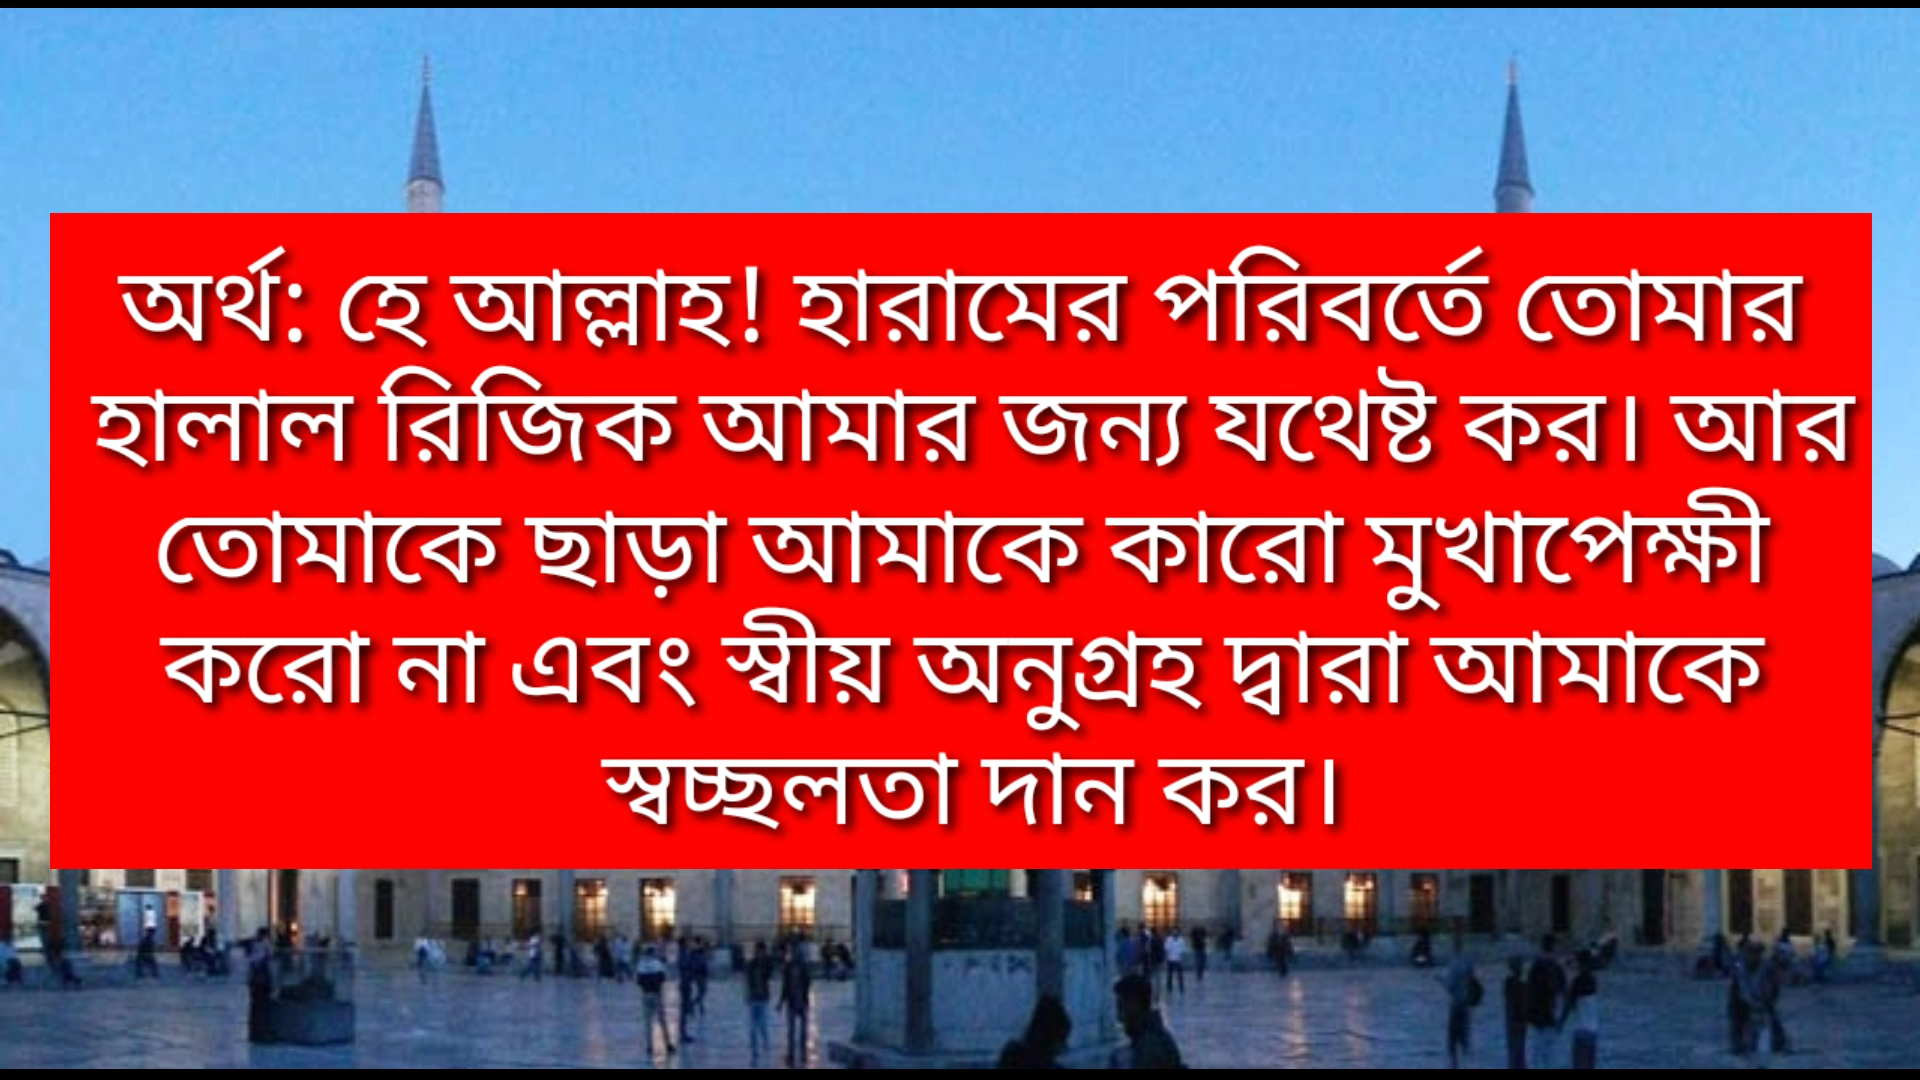 অর্থ: হে আল্লাহ! হারামের পরিবর্তে তোমার
হালাল রিজিক আমার জন্য যথেষ্ট কর। আর
তোমাকে ছাড়া আমাকে কারো মুখাপেক্ষী
করো না এবং স্বীয় অনুগ্রহ দ্বারা আমাকে
স্বচ্ছলতা দান কর।